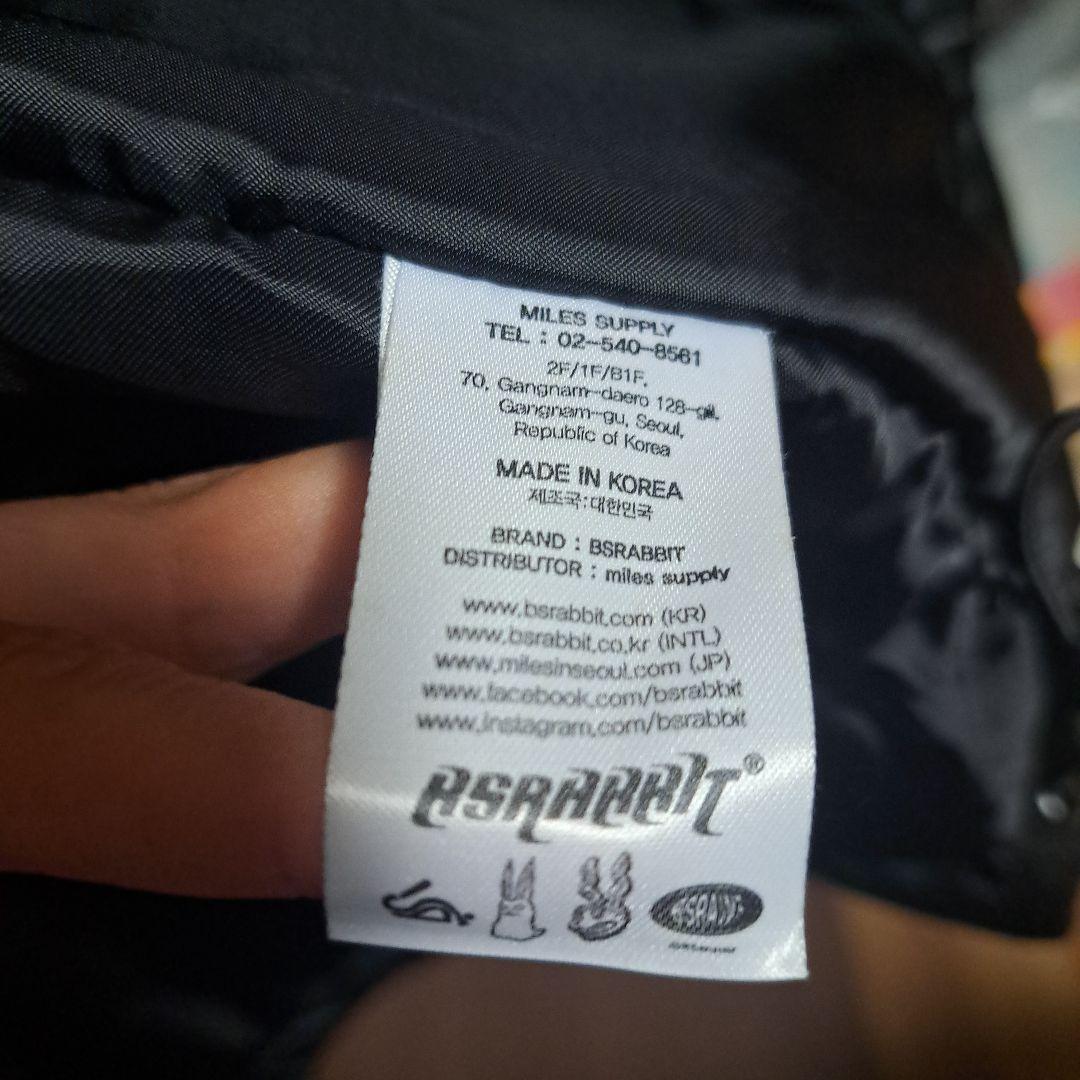 MILES SUPPLY
TEL : 02-540-8561
2F/1F/B1F,
70, Gangnam-daero 128-gil,
Gangnam-gu, Seoul,
Republic of Korea
MADE IN KOREA
제조국:대한민국
BRAND : BSRABBIT
DISTRIBUTOR : miles supply
www.bsrabbit.com (KR)
www.bsrabbit.co.kr (INTL)
www.milesinseoul.com (JP)
www.facebook.com/bsrabbit
www.instagram.com/bsrabbit
BSRABBIT®